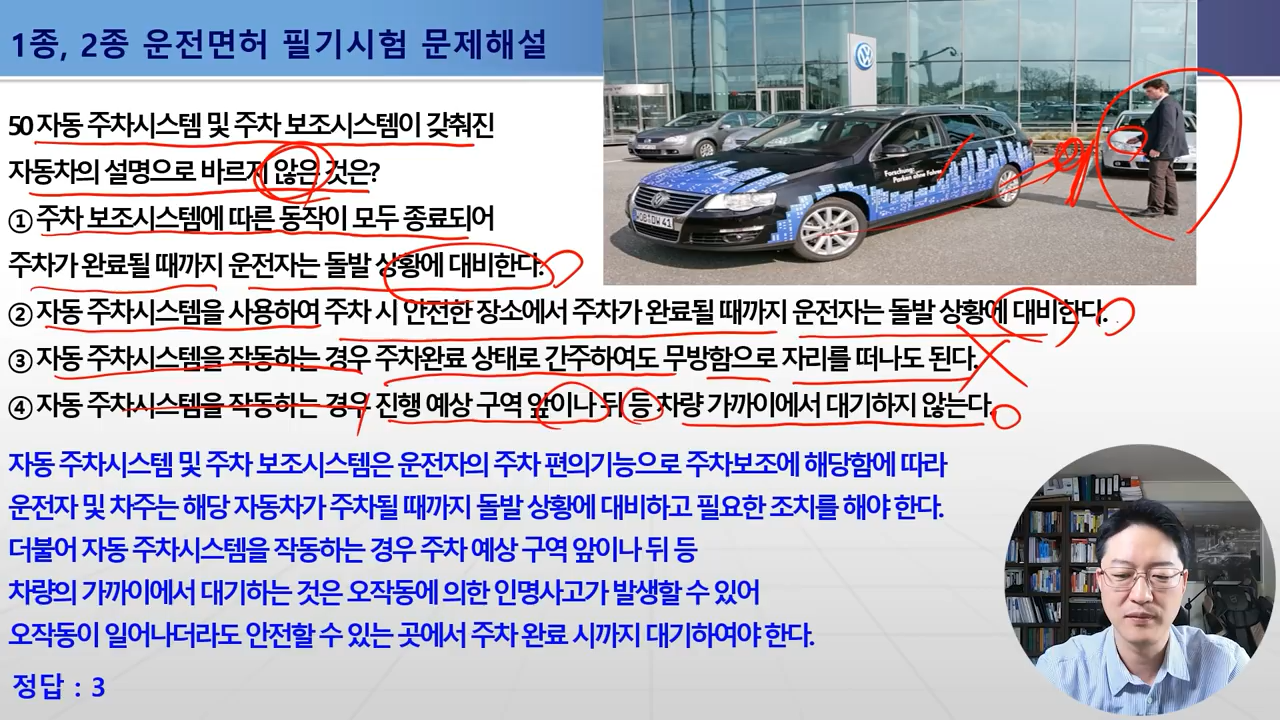 1종, 2종 운전면허 필기시험 문제해설
50 자동 주차시스템 및 주차 보조시스템이 갖춰진
자동차의 설명으로 바르지 않은 것은?
① 주차 보조시스템에 따른 동작이 모두 종료되어
주차가 완료될 때까지 운전자는 돌발 상황에 대비한다.
② 자동 주차시스템을 사용하여 주차 시 안전한 장소에서 주차가 완료될 때까지 운전자는 돌발 상황에 대비한다.
③ 자동 주차시스템을 작동하는 경우 주차완료 상태로 간주하여도 무방함으로 자리를 떠나도 된다.
④ 자동 주차시스템을 작동하는 경우 진행 예상 구역 앞이나 뒤 등 차량 가까이에서 대기하지 않는다.
자동 주차시스템 및 주차 보조시스템은 운전자의 주차 편의기능으로 주차보조에 해당함에 따라
운전자 및 차주는 해당 자동차가 주차될 때까지 돌발 상황에 대비하고 필요한 조치를 해야 한다.
더불어 자동 주차시스템을 작동하는 경우 주차 예상 구역 앞이나 뒤 등
차량의 가까이에서 대기하는 것은 오작동에 의한 인명사고가 발생할 수 있어
오작동이 일어나더라도 안전할 수 있는 곳에서 주차 완료 시까지 대기하여야 한다.
정답 : 3
Forschung:
Parken ohne Fahrer